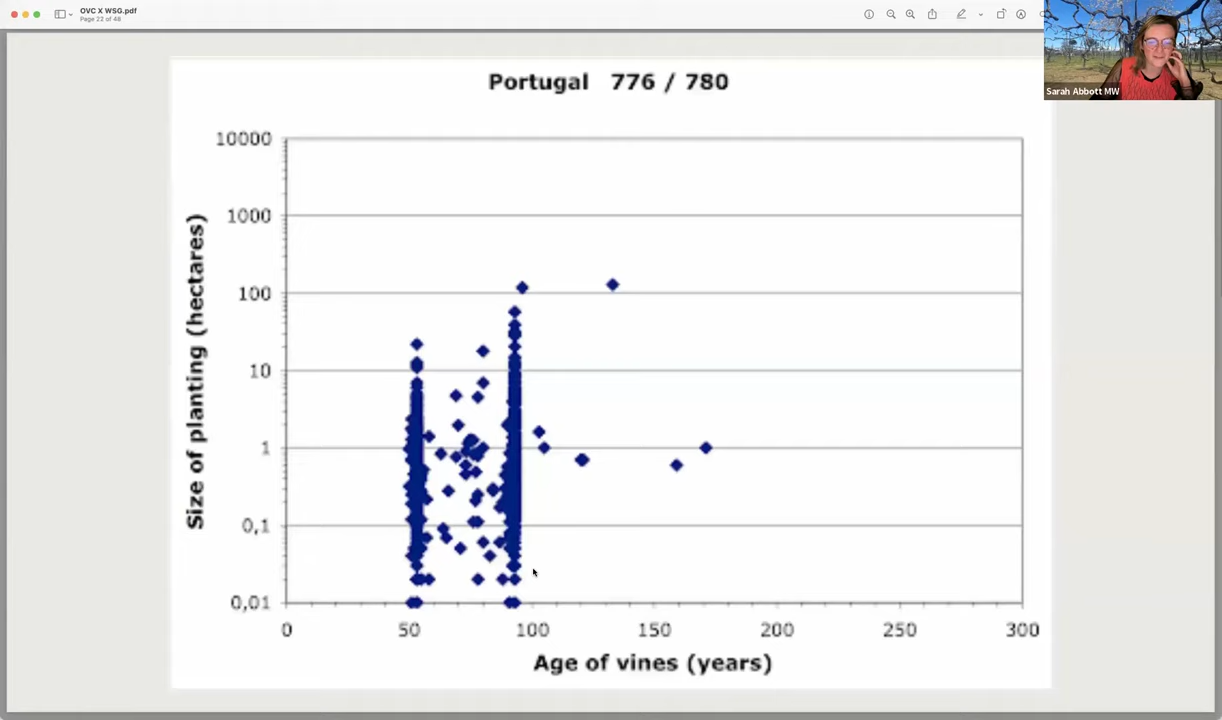 OVC X WSG.pdf
Page 22 of 48
Sarah Abbott MW
Portugal 776 / 780
10000
1000
100
10
1
0,1
0,01
Size of planting (hectares)
0 50 100 150 200 250 300
Age of vines (years)